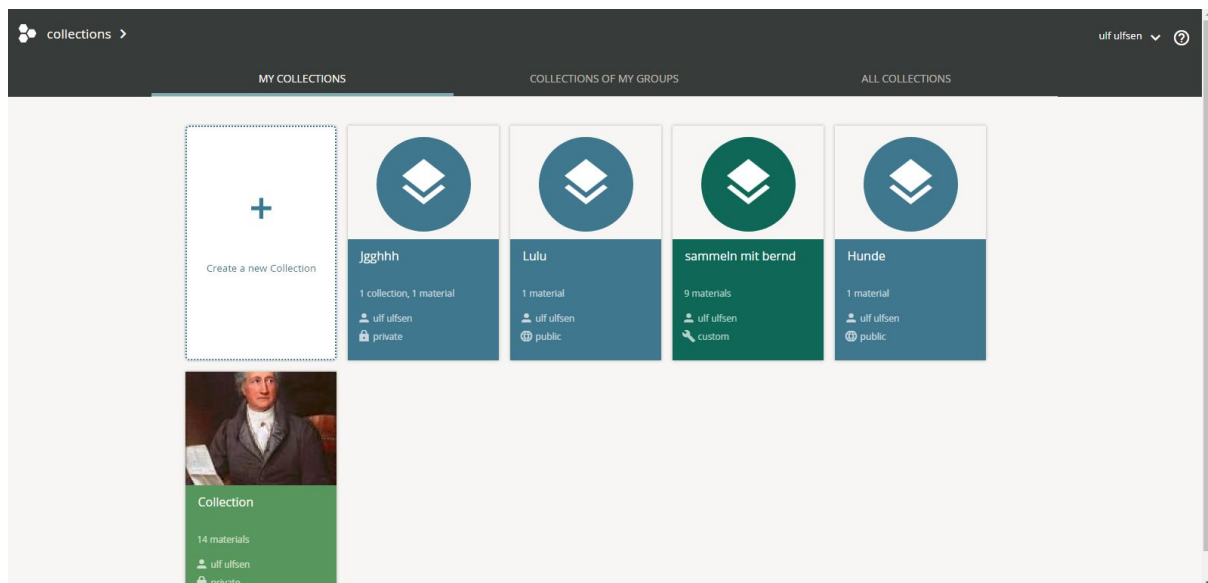 collections
ulf ulfsen
MY COLLECTIONS
COLLECTIONS OF MY GROUPS
ALL COLLECTIONS
Create a new Collection
Jgghhh
1 collection, 1 material
ulf ulfsen
private
Lulu
1 material
ulf ulfsen
public
sammeln mit bernd
9 materials
ulf ulfsen
custom
Hunde
1 material
ulf ulfsen
public
Collection
14 materials
ulf ulfsen
private